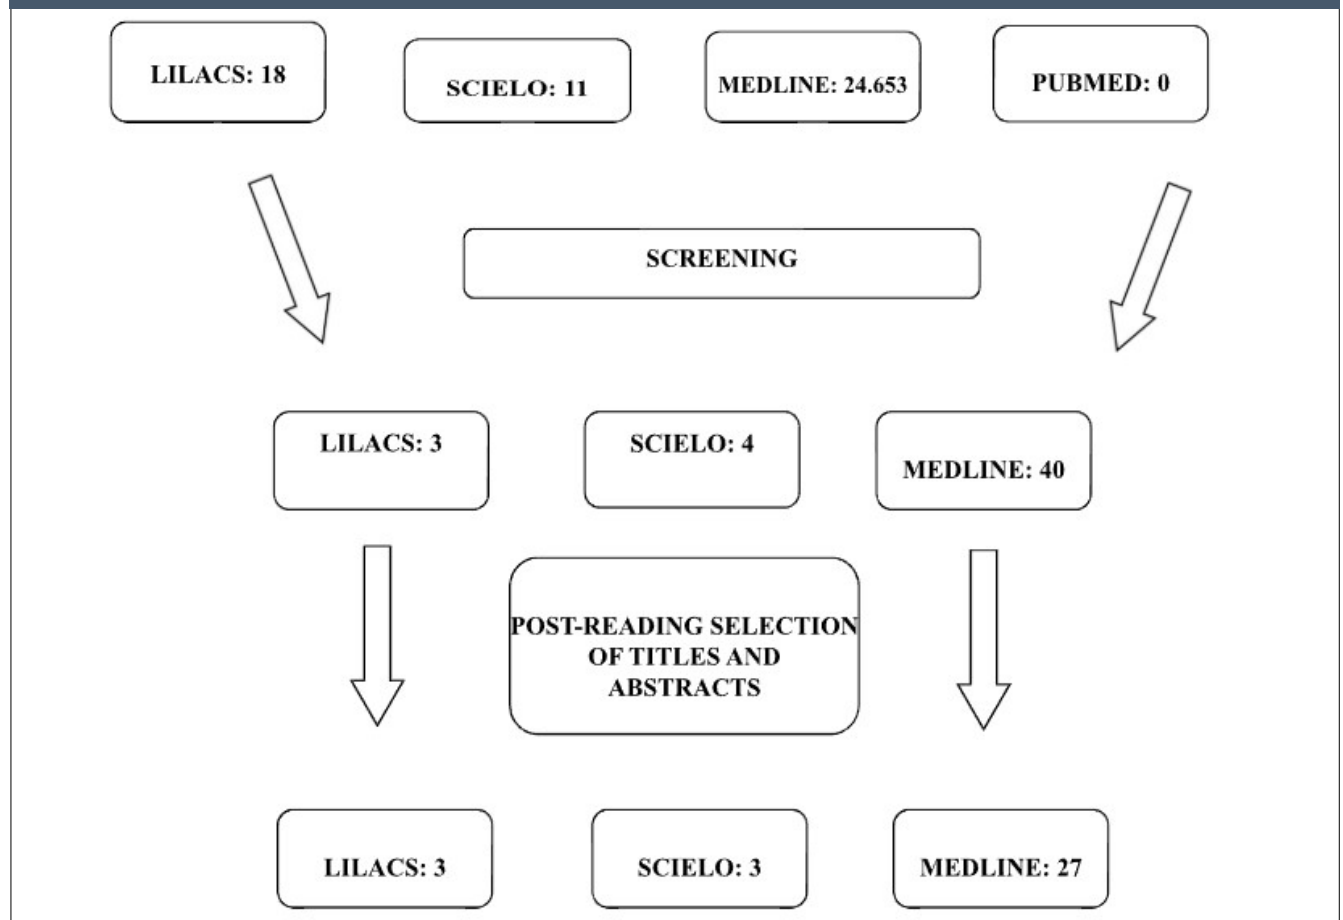 LILACS: 18
SCIELO: 11
MEDLINE: 24.653
PUBMED: 0
SCREENING
LILACS: 3
SCIELO: 4
MEDLINE: 40
POST-READING SELECTION
OF TITLES AND
ABSTRACTS
LILACS: 3
SCIELO: 3
MEDLINE: 27